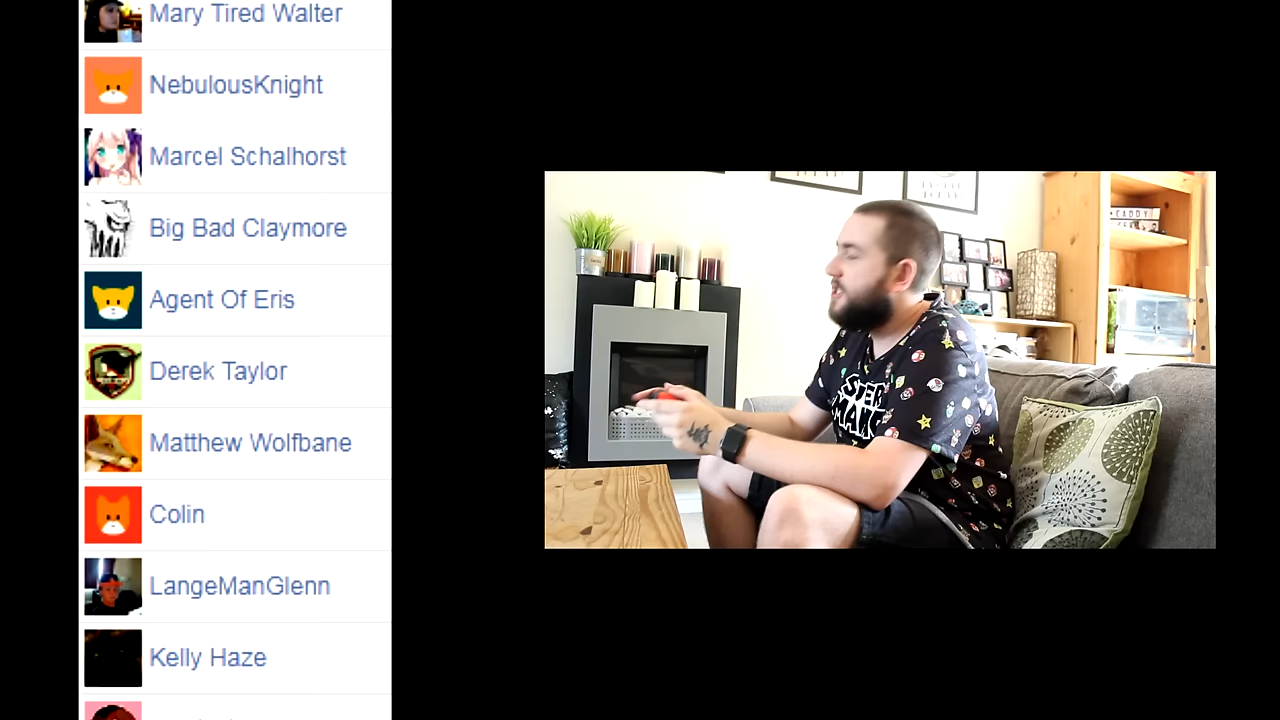 Mary Tired Walter
NebulousKnight
Marcel Schalhorst
Big Bad Claymore
Agent Of Eris
Derek Taylor
Matthew Wolfbane
Colin
LangeManGlenn
Kelly Haze
CADDY